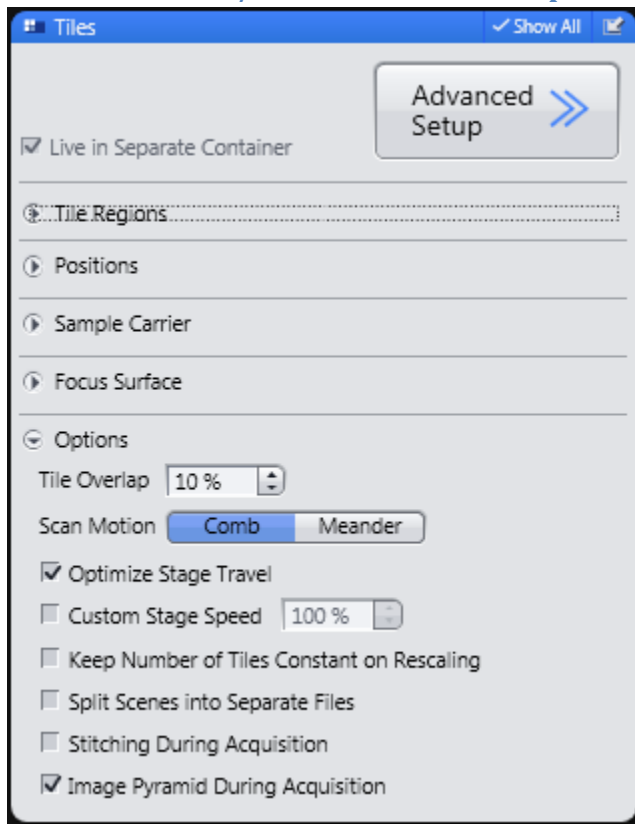 Tiles
Show All
Advanced
Setup
Live in Separate Container
Tile Regions
Positions
Sample Carrier
Focus Surface
Options
Tile Overlap 10 %
Scan Motion Comb Meander
Optimize Stage Travel
Custom Stage Speed 100 %
Keep Number of Tiles Constant on Rescaling
Split Scenes into Separate Files
Stitching During Acquisition
Image Pyramid During Acquisition